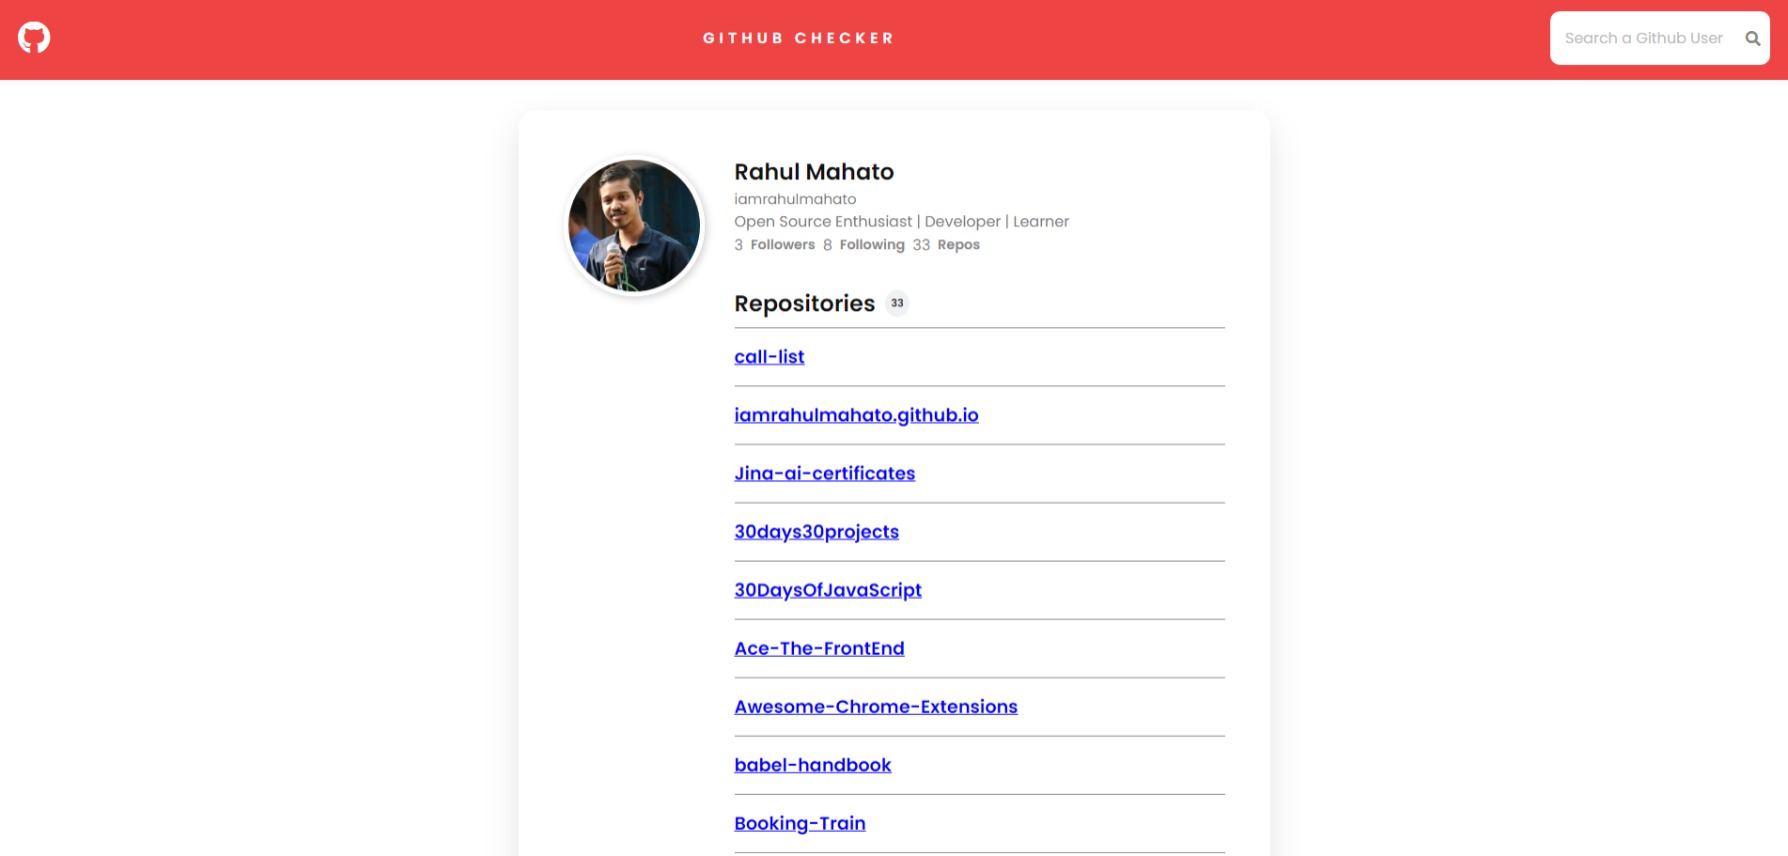 GITHUB CHECKER
Search a Github User
Rahul Mahato
iamrahulmahato
Open Source Enthusiast | Developer | Learner
3 Followers 8 Following 33 Repos
Repositories 33
call-list
iamrahulmahato.github.io
Jina-ai-certificates
30days30projects
30DaysOfJavaScript
Ace-The-FrontEnd
Awesome-Chrome-Extensions
babel-handbook
Booking-Train